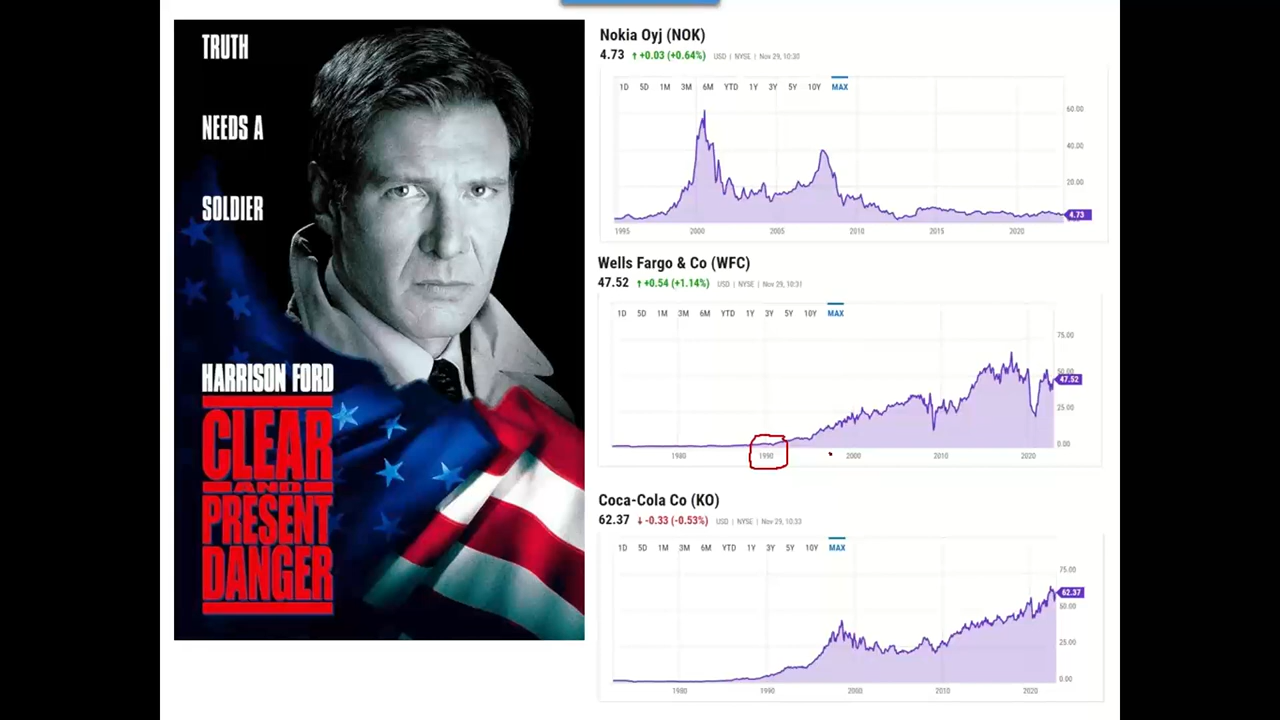 TRUTH
NEEDS A
SOLDIER
HARRISON FORD
CLEAR
AND
PRESENT
DANGER
Nokia Oyj (NOK)
4.73 ↑ +0.03 (+0.64%) USD | NYSE | Nov 29, 10:30
1D 5D 1M 3M 6M YTD 1Y 3Y 5Y 10Y MAX
60.00
40.00
20.00
4.73
1995 2000 2005 2010 2015 2020
Wells Fargo & Co (WFC)
47.52 ↑ +0.54 (+1.14%) USD | NYSE | Nov 29, 10:31
1D 5D 1M 3M 6M YTD 1Y 3Y 5Y 10Y MAX
75.00
50.00
47.52
25.00
0.00
1980 1990 2000 2010 2020
Coca-Cola Co (KO)
62.37 ↓ -0.33 (-0.53%) USD | NYSE | Nov 29, 10:33
1D 5D 1M 3M 6M YTD 1Y 3Y 5Y 10Y MAX
75.00
62.37
50.00
25.00
0.00
1980 1990 2000 2010 2020